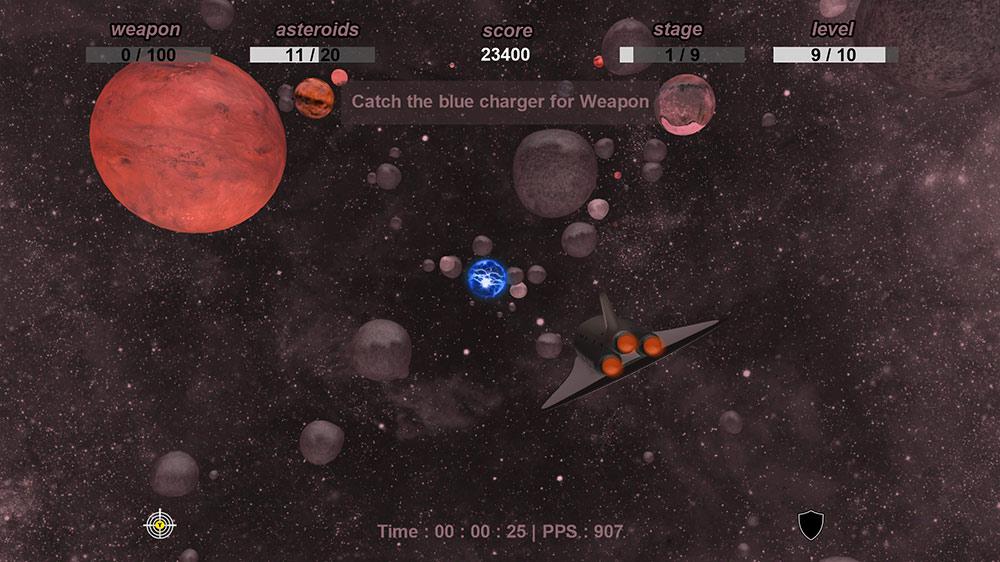 weapon asteroids score stage level
0 / 100 11 / 20 23400 1 / 9 9 / 10
Catch the blue charger for Weapon
Time : 00 : 00 : 25 | PPS : 907